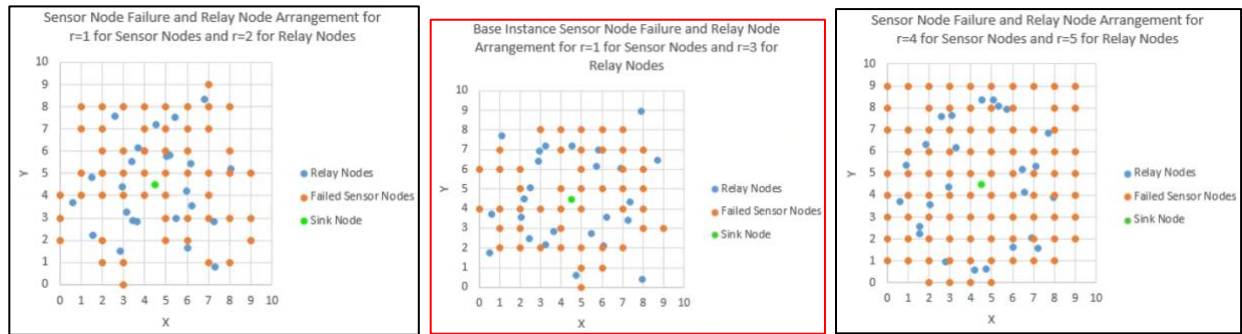 Sensor Node Failure and Relay Node Arrangement for
r=1 for Sensor Nodes and r=2 for Relay Nodes
10
9
8
7
6
5
4
3
2
1
0
Y
0 1 2 3 4 5 6 7 8 9 10
X
Relay Nodes
Failed Sensor Nodes
Sink Node
Base Instance Sensor Node Failure and Relay Node
Arrangement for r=1 for Sensor Nodes and r=3 for
Relay Nodes
10
9
8
7
6
5
4
3
2
1
0
Y
0 1 2 3 4 5 6 7 8 9 10
X
Relay Nodes
Failed Sensor Nodes
Sink Node
Sensor Node Failure and Relay Node Arrangement for
r=4 for Sensor Nodes and r=5 for Relay Nodes
10
9
8
7
6
5
4
3
2
1
0
Y
0 1 2 3 4 5 6 7 8 9 10
X
Relay Nodes
Failed Sensor Nodes
Sink Node